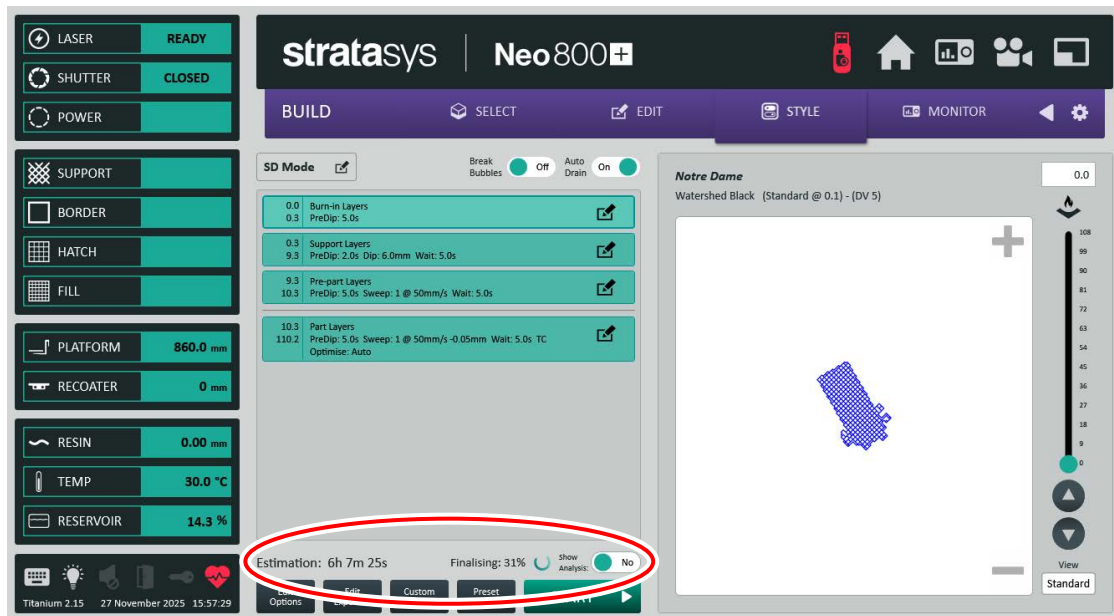 LASER READY
SHUTTER CLOSED
POWER
SUPPORT
BORDER
HATCH
FILL
PLATFORM 860.0 mm
RECOATER 0 mm
RESIN 0.00 mm
TEMP 30.0 °C
RESERVOIR 14.3 %
Titanium 2.15 27 November 2025 15:57:29
stratasys Neo800+
BUILD SELECT EDIT STYLE MONITOR
SD Mode Break Bubbles Off Auto Drain On
0.0 Burn-in Layers
0.3 PreDip: 5.0s
0.3 Support Layers
9.3 PreDip: 2.0s Dip: 6.0mm Wait: 5.0s
9.3 Pre-part Layers
10.3 PreDip: 5.0s Sweep: 1 @ 50mm/s Wait: 5.0s
10.3 Part Layers
110.2 PreDip: 5.0s Sweep: 1 @ 50mm/s -0.05mm Wait: 5.0s TC
Optimise: Auto
Estimation: 6h 7m 25s Finalising: 31% Show Analysis: No
Options Custom Preset
Notre Dame
Watershed Black (Standard @ 0.1) - (DV 5)
0.0
108
99
90
81
72
63
54
45
36
27
18
9
0
View
Standard